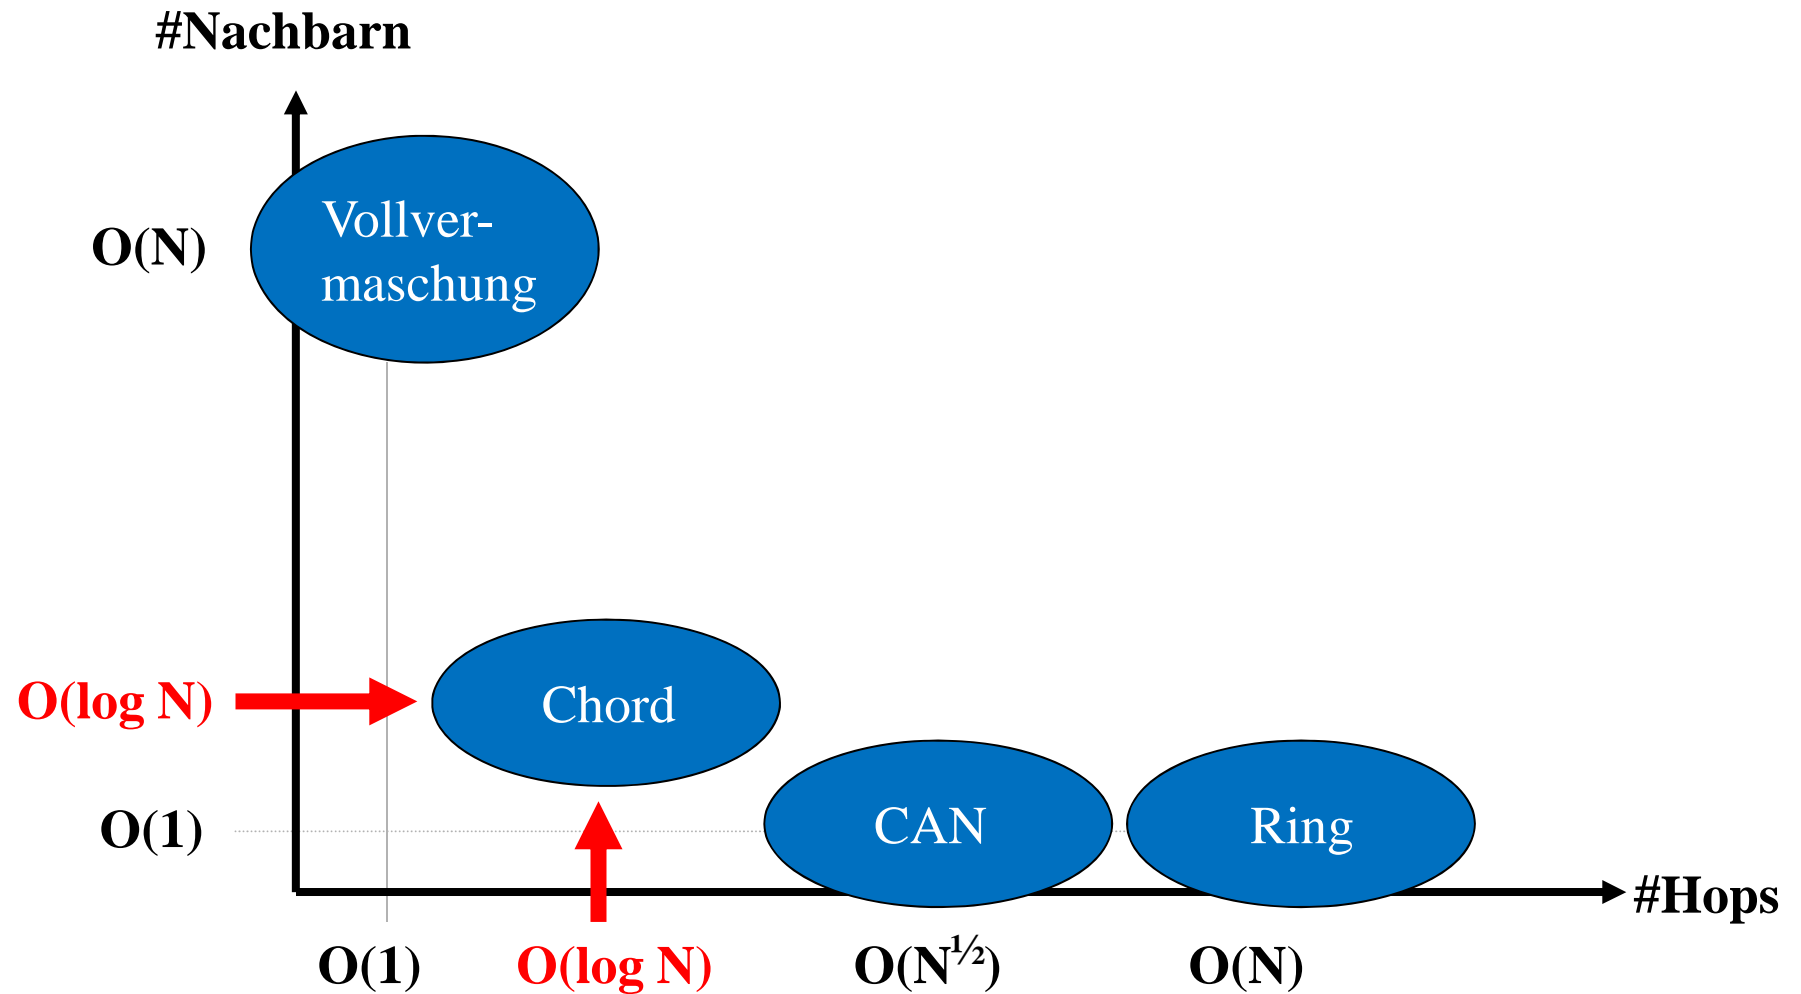 #Nachbarn
Vollver-
maschung
O(N)
O(log N)
Chord
O(1)
CAN
Ring
#Hops
O(1)
O(log N)
O(N½)
O(N)